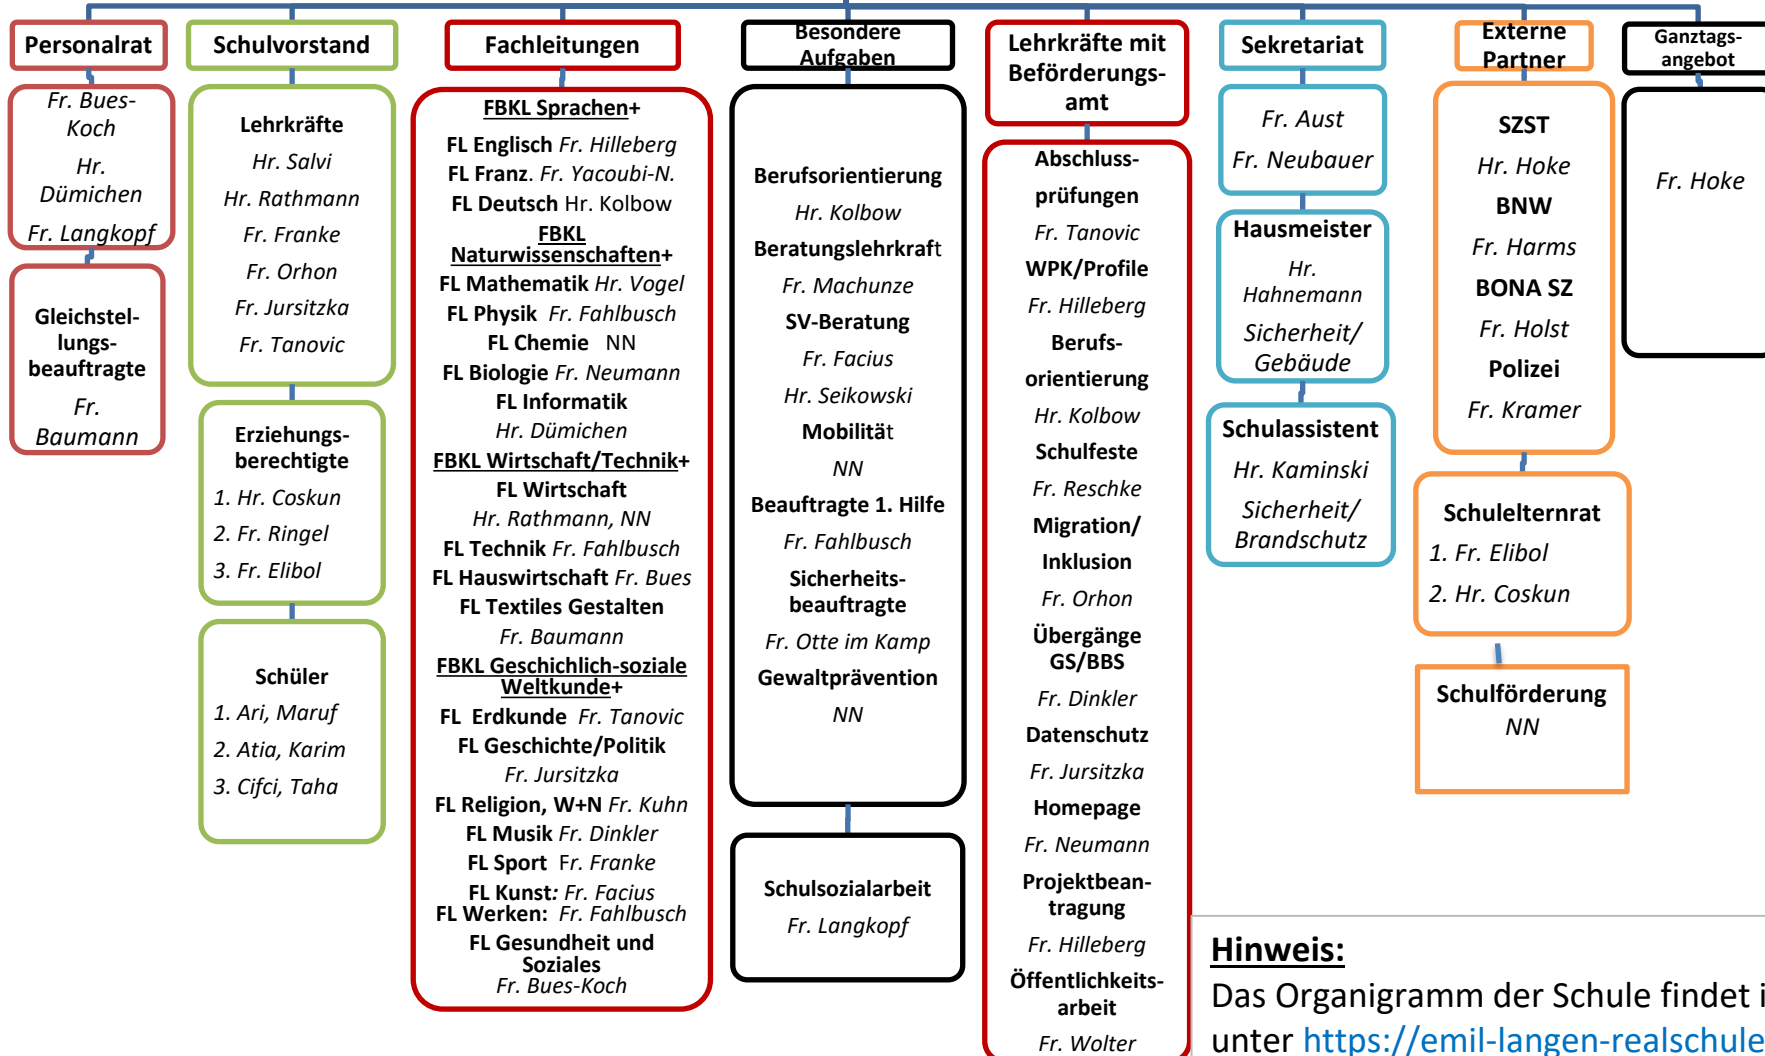 Personalrat
Fr. Bues-
Koch
Hr.
Dümichen
Fr. Langkopf
Gleichstel-
lungs-
beauftragte
Fr.
Baumann
Schulvorstand
Lehrkräfte
Hr. Salvi
Hr. Rathmann
Fr. Franke
Fr. Orhon
Fr. Jursitzka
Fr. Tanovic
Erziehungs-
berechtigte
1. Hr. Coskun
2. Fr. Ringel
3. Fr. Elibol
Schüler
1. Ari, Maruf
2. Atia, Karim
3. Cifci, Taha
Fachleitungen
FBKL Sprachen+
FL Englisch Fr. Hilleberg
FL Franz. Fr. Yacoubi-N.
FL Deutsch Hr. Kolbow
FBKL
Naturwissenschaften+
FL Mathematik Hr. Vogel
FL Physik Fr. Fahlbusch
FL Chemie NN
FL Biologie Fr. Neumann
FL Informatik
Hr. Dümichen
FBKL Wirtschaft/Technik+
FL Wirtschaft
Hr. Rathmann, NN
FL Technik Fr. Fahlbusch
FL Hauswirtschaft Fr. Bues
FL Textiles Gestalten
Fr. Baumann
FBKL Geschichlich-soziale
Weltkunde+
FL Erdkunde Fr. Tanovic
FL Geschichte/Politik
Fr. Jursitzka
FL Religion, W+N Fr. Kuhn
FL Musik Fr. Dinkler
FL Sport Fr. Franke
FL Kunst: Fr. Facius
FL Werken: Fr. Fahlbusch
FL Gesundheit und
Soziales
Fr. Bues-Koch
Besondere
Aufgaben
Berufsorientierung
Hr. Kolbow
Beratungslehrkraft
Fr. Machunze
SV-Beratung
Fr. Facius
Hr. Seikowski
Mobilität
NN
Beauftragte 1. Hilfe
Fr. Fahlbusch
Sicherheits-
beauftragte
Fr. Otte im Kamp
Gewaltprävention
NN
Schulsozialarbeit
Fr. Langkopf
Lehrkräfte mit
Beförderungs-
amt
Abschluss-
prüfungen
Fr. Tanovic
WPK/Profile
Fr. Hilleberg
Berufs-
orientierung
Hr. Kolbow
Schulfeste
Fr. Reschke
Migration/
Inklusion
Fr. Orhon
Übergänge
GS/BBS
Fr. Dinkler
Datenschutz
Fr. Jursitzka
Homepage
Fr. Neumann
Projektbean-
tragung
Fr. Hilleberg
Öffentlichkeits-
arbeit
Fr. Wolter
Sekretariat
Fr. Aust
Fr. Neubauer
Hausmeister
Hr.
Hahnemann
Sicherheit/
Gebäude
Schulassistent
Hr. Kaminski
Sicherheit/
Brandschutz
Externe
Partner
SZST
Hr. Hoke
BNW
Fr. Harms
BONA SZ
Fr. Holst
Polizei
Fr. Kramer
Schulelternrat
1. Fr. Elibol
2. Hr. Coskun
Schulförderung
NN
Ganztags-
angebot
Fr. Hoke
Hinweis:
Das Organigramm der Schule findet i
unter https://emil-langen-realschule